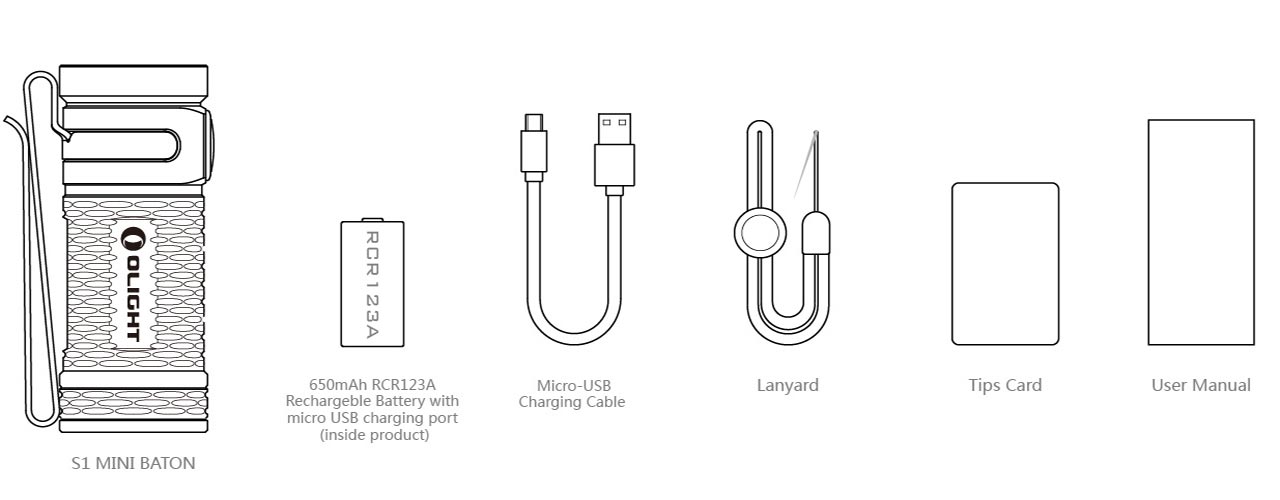 OLIGHT
S1 MINI BATON
RCR123A
650mAh RCR123A
Rechargeble Battery with
micro USB charging port
(inside product)
Micro-USB
Charging Cable
Lanyard
Tips Card
User Manual